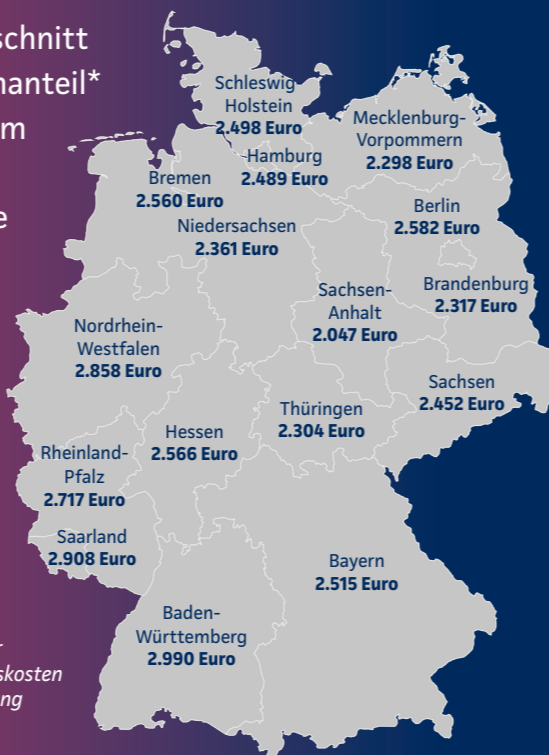 schnitt
nanteil*
m
e
Schleswig
Holstein
2.498 Euro
Mecklenburg-
Vorpommern
2.298 Euro
Hamburg
2.489 Euro
Bremen
2.560 Euro
Berlin
2.582 Euro
Niedersachsen
2.361 Euro
Brandenburg
2.317 Euro
Sachsen-
Anhalt
2.047 Euro
Nordrhein-
Westfalen
2.858 Euro
Sachsen
2.452 Euro
Thüringen
2.304 Euro
Hessen
2.566 Euro
Rheinland-
Pfalz
2.717 Euro
Saarland
2.908 Euro
Bayern
2.515 Euro
Baden-
Württemberg
2.990 Euro
skosten
ng